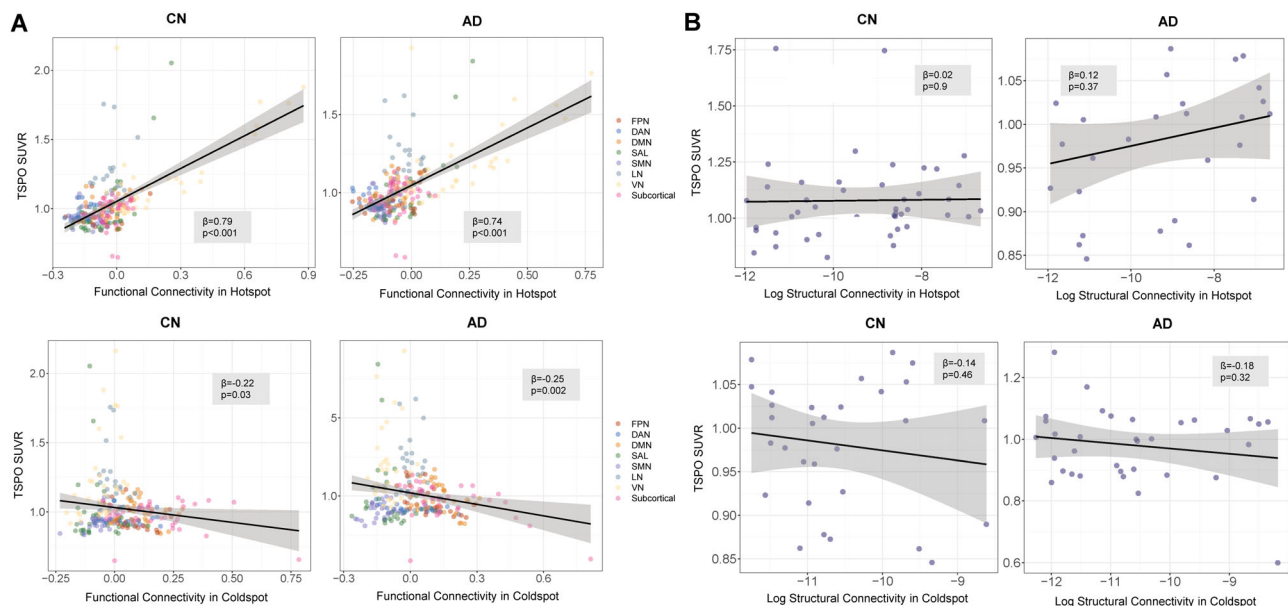 A
CN
AD
TSPO SUVR
2.0
1.5
1.0
β=0.79
p<0.001
−0.3
0.0
0.3
0.6
0.9
Functional Connectivity in Hotspot
1.5
1.0
β=0.74
p<0.001
−0.25
0.00
0.25
0.50
0.75
Functional Connectivity in Hotspot
FPN
DAN
DMN
SAL
SMN
LN
VN
Subcortical
CN
AD
TSPO SUVR
2.0
1.5
1.0
β=-0.22
p=0.03
−0.25
0.00
0.25
0.50
0.75
Functional Connectivity in Coldspot
5
1.0
β=-0.25
p=0.002
−0.3
0.0
0.3
0.6
Functional Connectivity in Coldspot
FPN
DAN
DMN
SAL
SMN
LN
VN
Subcortical
B
CN
AD
TSPO SUVR
1.75
1.50
1.25
1.00
β=0.02
p=0.9
−12
−10
−8
Log Structural Connectivity in Hotspot
1.05
1.00
0.95
0.90
0.85
β=0.12
p=0.37
−12
−10
−8
Log Structural Connectivity in Hotspot
CN
AD
TSPO SUVR
1.05
1.00
0.95
0.90
0.85
β=-0.14
p=0.46
−11
−10
−9
Log Structural Connectivity in Coldspot
1.2
1.0
0.8
0.6
ß=-0.18
p=0.32
−12
−11
−10
−9
Log Structural Connectivity in Coldspot